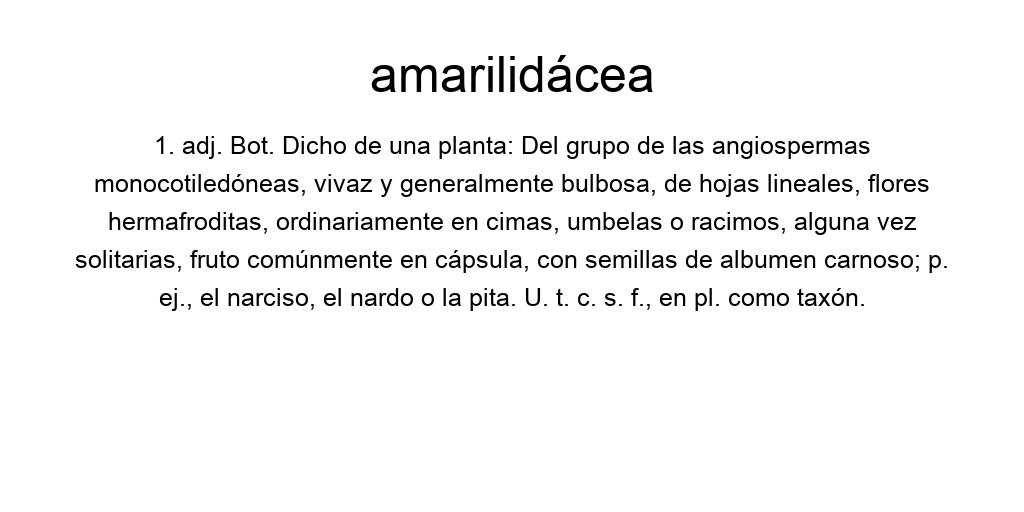 amarilidácea
1. adj. Bot. Dicho de una planta: Del grupo de las angiospermas
monocotiledóneas, vivaz y generalmente bulbosa, de hojas lineales, flores
hermafroditas, ordinariamente en cimas, umbelas o racimos, alguna vez
solitarias, fruto comúnmente en cápsula, con semillas de albumen carnoso; p.
ej., el narciso, el nardo o la pita. U. t. c. s. f., en pl. como taxón.